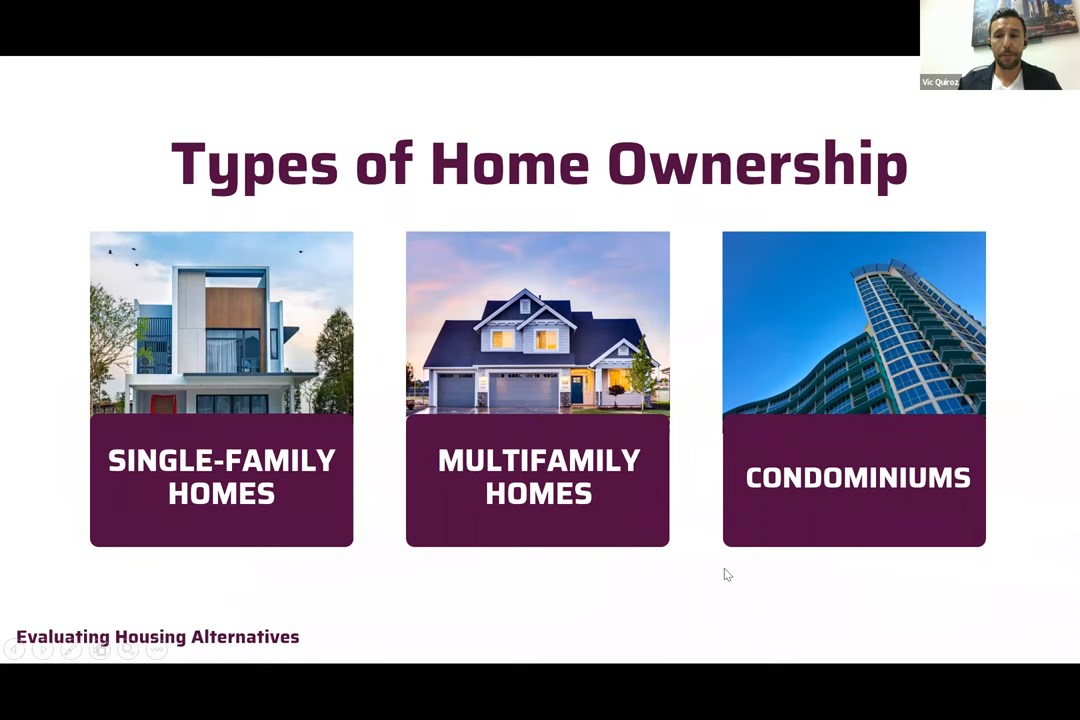 Vic Quiroz
Types of Home Ownership
SINGLE-FAMILY
HOMES
MULTIFAMILY
HOMES
CONDOMINIUMS
Evaluating Housing Alternatives